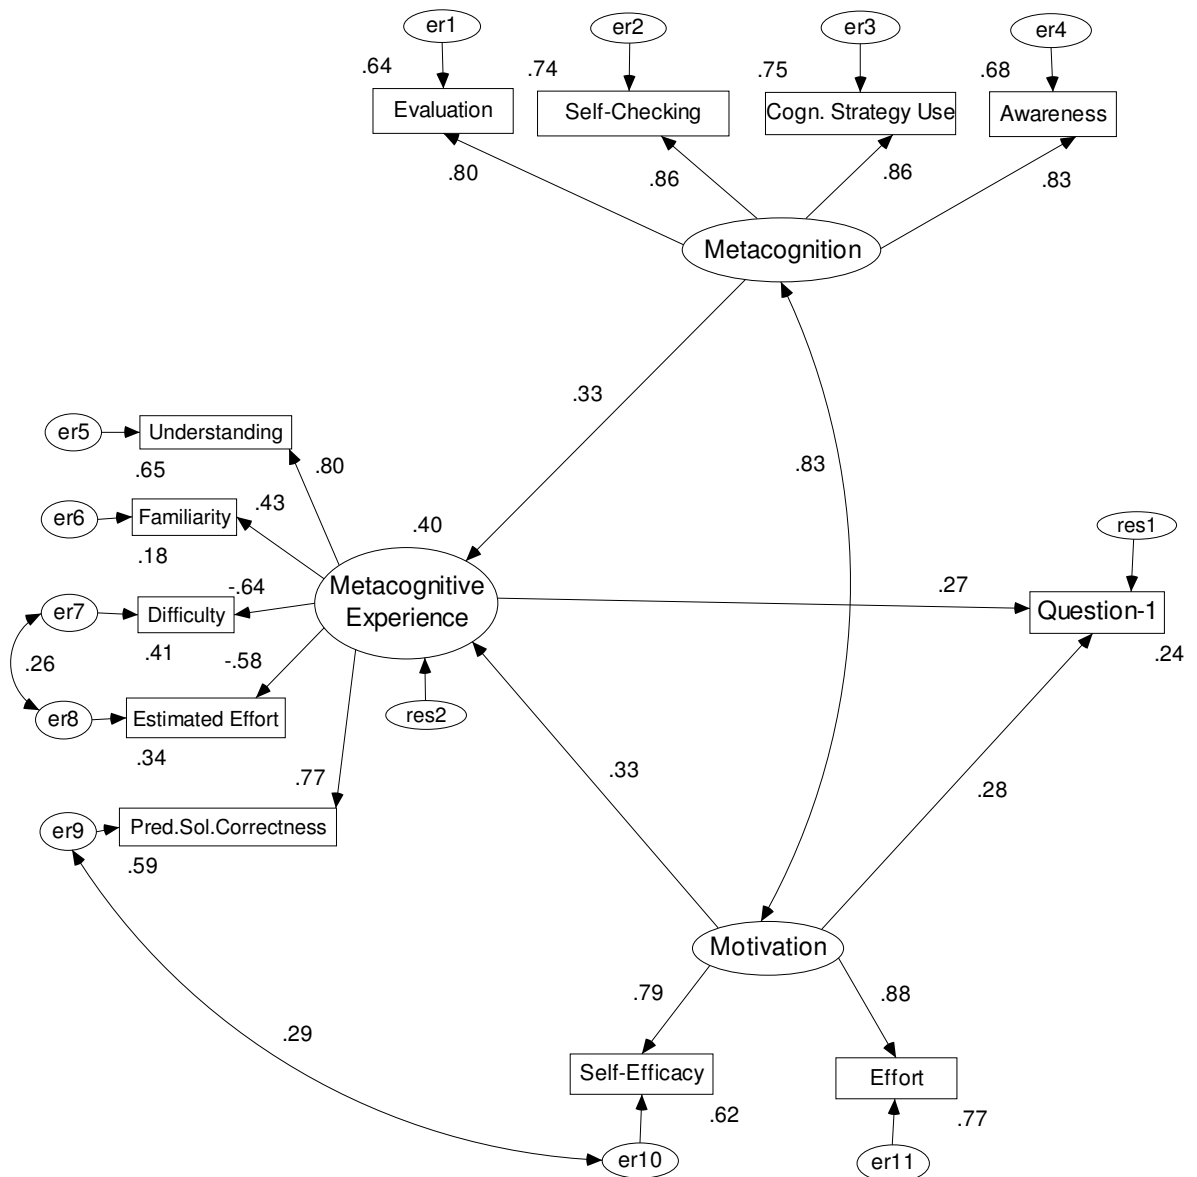 er1
er2
er3
er4
.64
.74
.75
.68
Evaluation
Self-Checking
Cogn. Strategy Use
Awareness
.80
.86
.86
.83
Metacognition
.33
.83
er5
Understanding
.65
.80
er6
Familiarity
.43
.18
.40
Metacognitive
Experience
er7
Difficulty
-.64
.41
.26
-.58
er8
Estimated Effort
.34
res2
.77
er9
Pred.Sol.Correctness
.59
res1
.27
Question-1
.24
.33
.28
Motivation
.79
.88
.29
Self-Efficacy
.62
Effort
.77
er10
er11